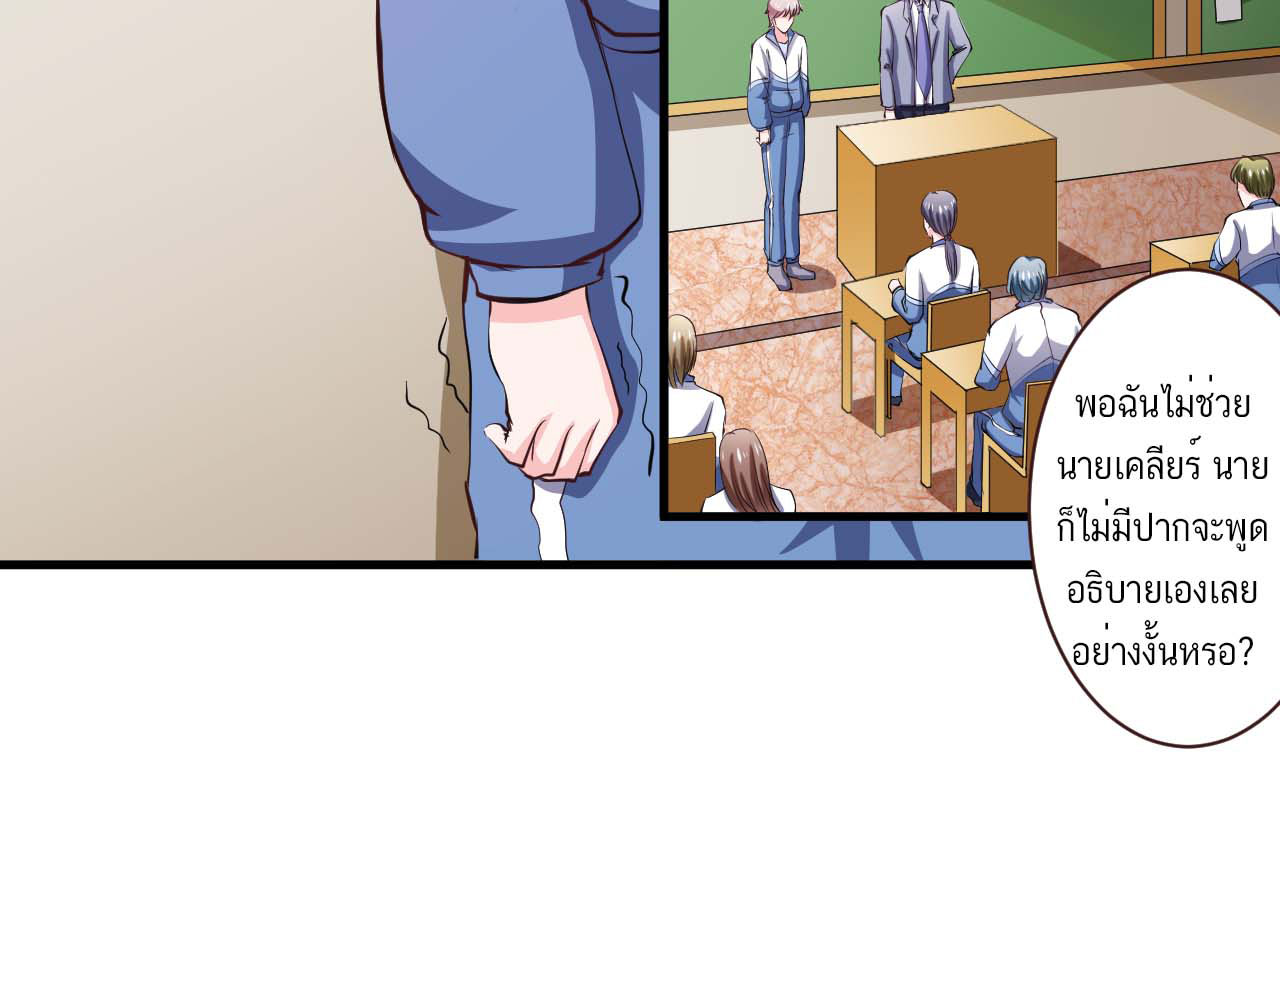 พอฉันไม่ช่วย
นายเคลียร์ นาย
ก็ไม่มีปากจะพูด
อธิบายเองเลย
อย่างงั้นหรอ?